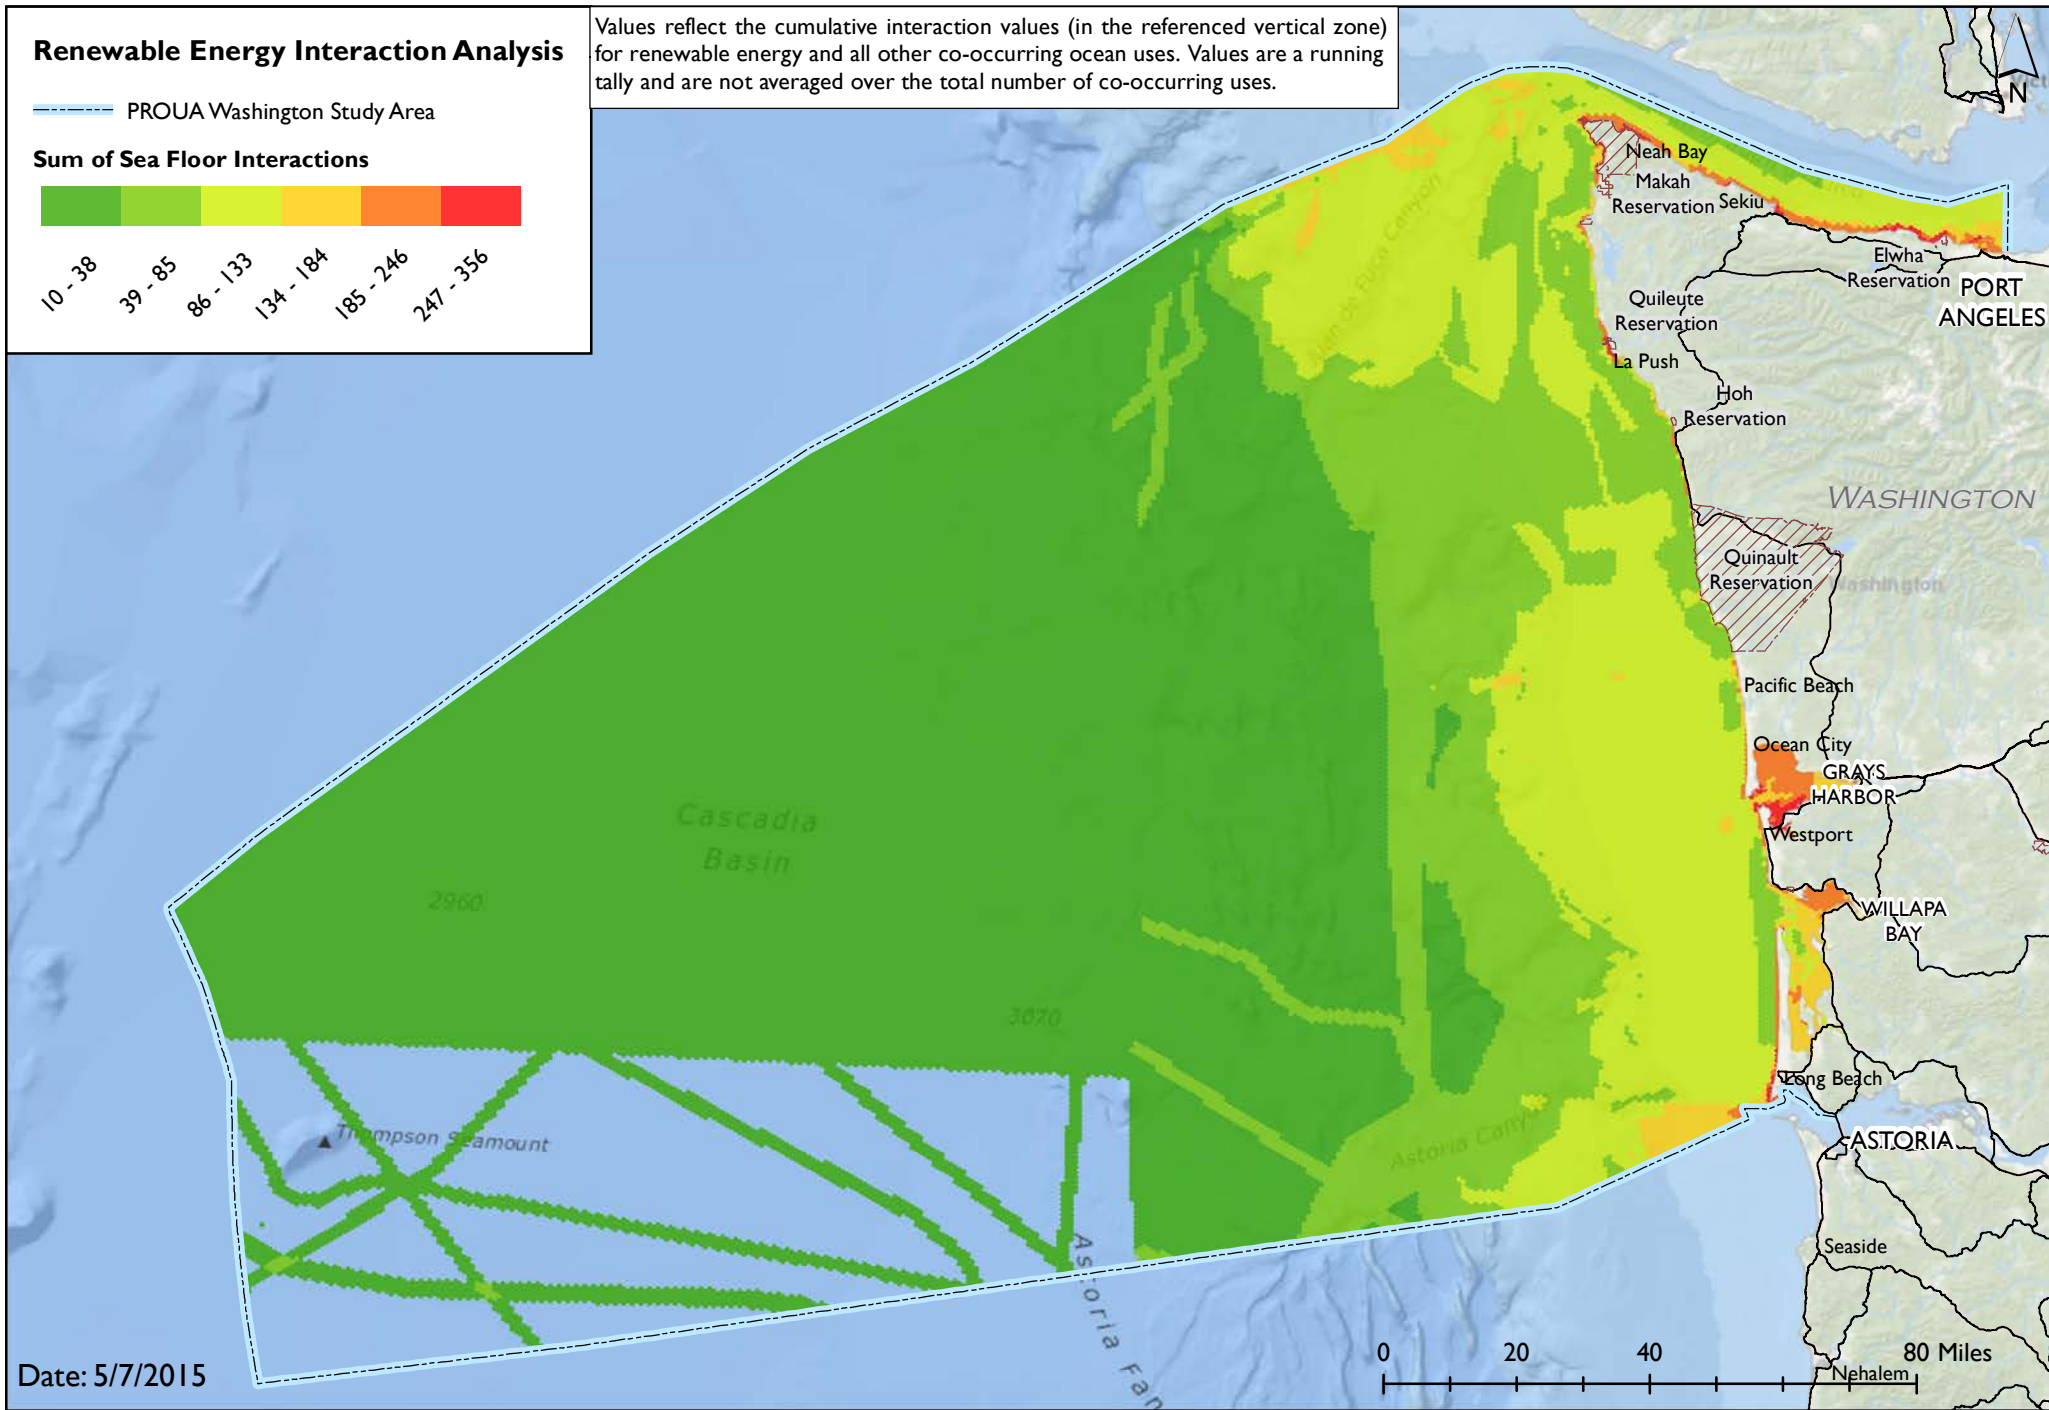 Renewable Energy Interaction Analysis
PROUA Washington Study Area
Sum of Sea Floor Interactions
10 - 38
39 - 85
86 - 133
134 - 184
185 - 246
247 - 356
Values reflect the cumulative interaction values (in the referenced vertical zone)
for renewable energy and all other co-occurring ocean uses. Values are a running
tally and are not averaged over the total number of co-occurring uses.
N
Neah Bay
Makah
Reservation
Sekiu
Juan de Fuca Canyon
Elwha
Reservation
PORT
ANGELES
Quileute
Reservation
La Push
Hoh
Reservation
WASHINGTON
Quinault
Reservation
Washington
Pacific Beach
Ocean City
GRAYS
HARBOR
Westport
Cascadia
Basin
2960
WILLAPA
BAY
3070
Long Beach
Thompson Seamount
Astoria Canyon
ASTORIA
Astoria Fan
Seaside
0
20
40
80 Miles
Nehalem
Date: 5/7/2015